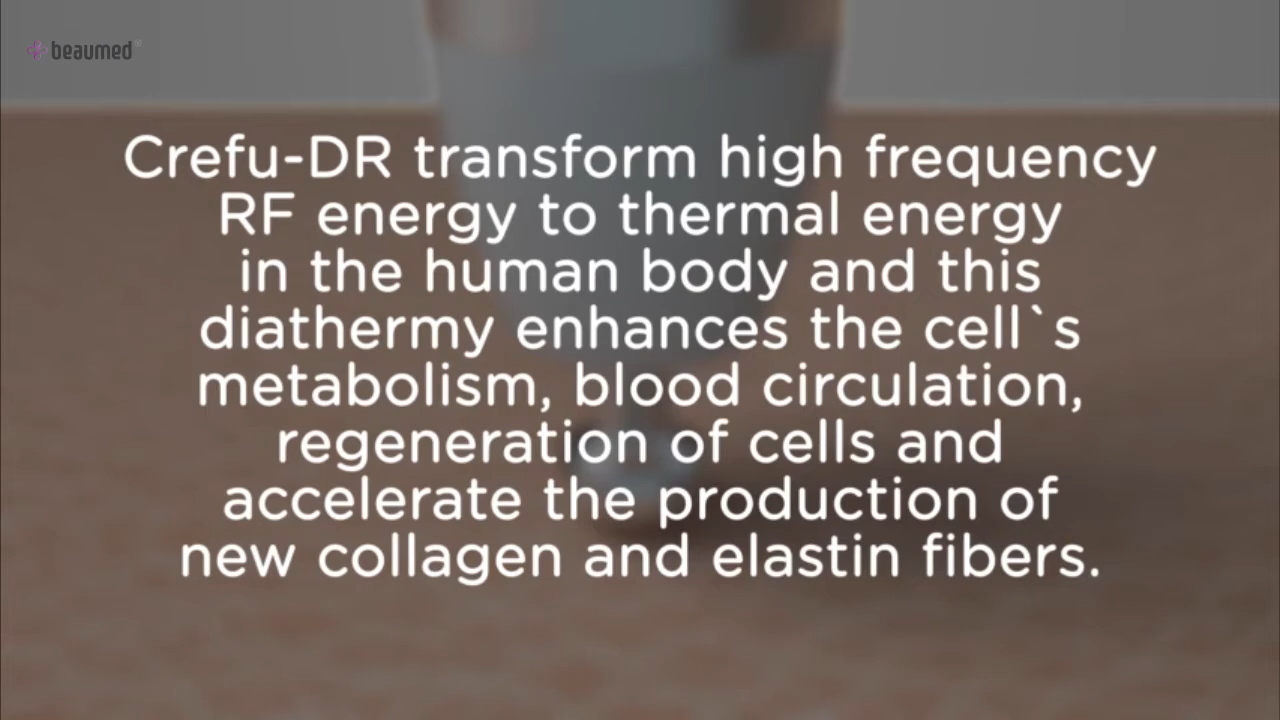 beaumed
Crefu-DR transform high frequency
RF energy to thermal energy
in the human body and this
diathermy enhances the cell`s
metabolism, blood circulation,
regeneration of cells and
accelerate the production of
new collagen and elastin fibers.